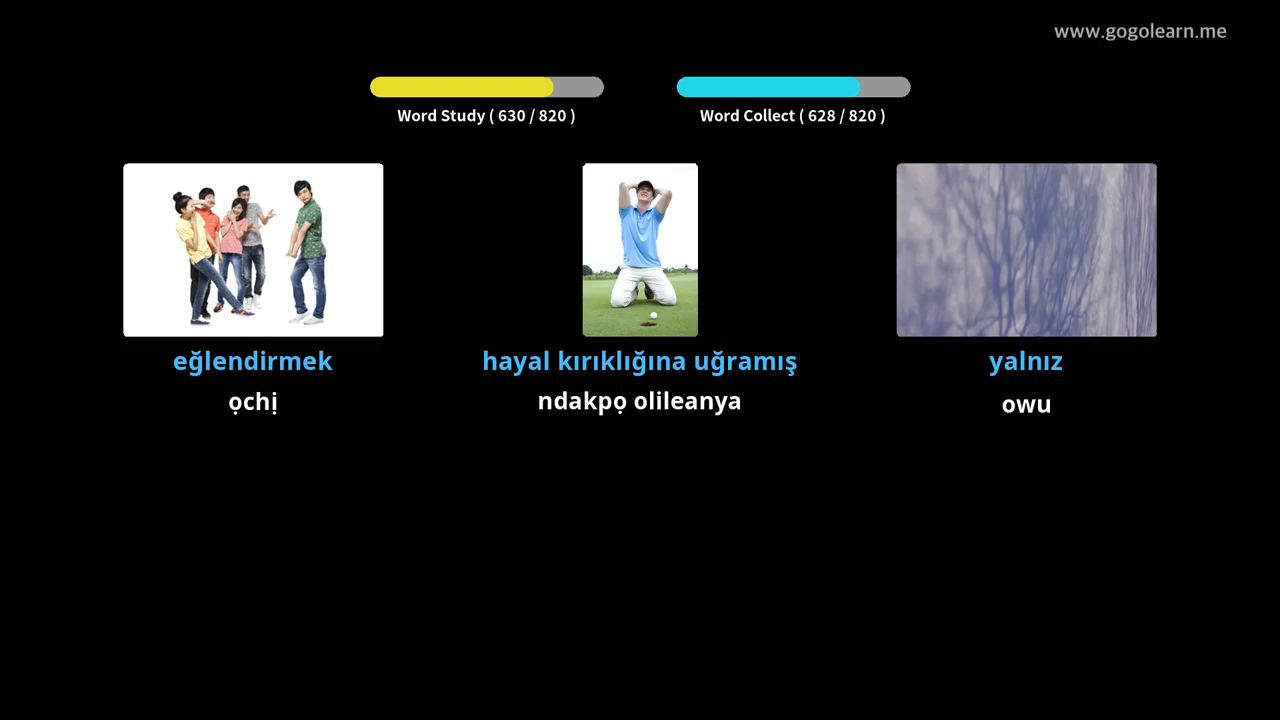 www.gogolearn.me
Word Study ( 630 / 820 )
Word Collect ( 628 / 820 )
eğlendirmek
hayal kırıklığına uğramış
yalnız
ọchị
ndakpọ olileanya
owu